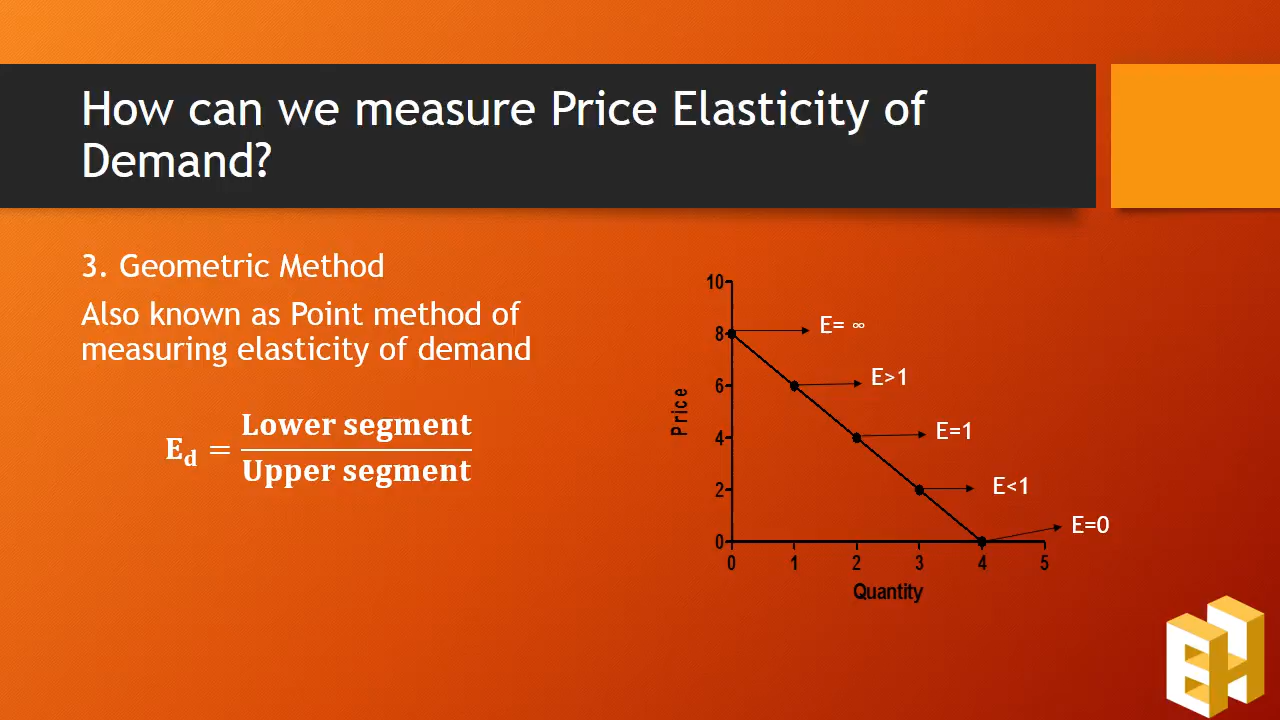 How can we measure Price Elasticity of
Demand?
3. Geometric Method
Also known as Point method of
measuring elasticity of demand
E_d = Lower segment / Upper segment
10
8
6
4
2
0
Price
E= ∞
E>1
E=1
E<1
E=0
0 1 2 3 4 5
Quantity
EH